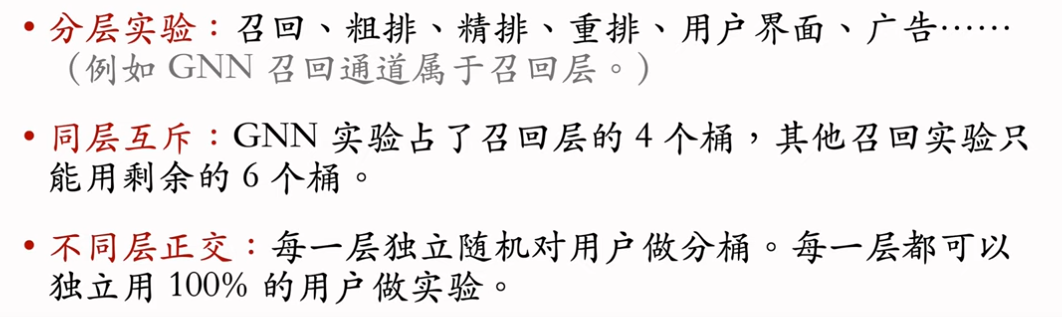 • 分层实验：召回、粗排、精排、重排、用户界面、广告……
（例如 GNN 召回通道属于召回层。）
• 同层互斥：GNN 实验占了召回层的 4 个桶，其他召回实验只
能用剩余的 6 个桶。
• 不同层正交：每一层独立随机对用户做分桶。每一层都可以
独立用 100% 的用户做实验。